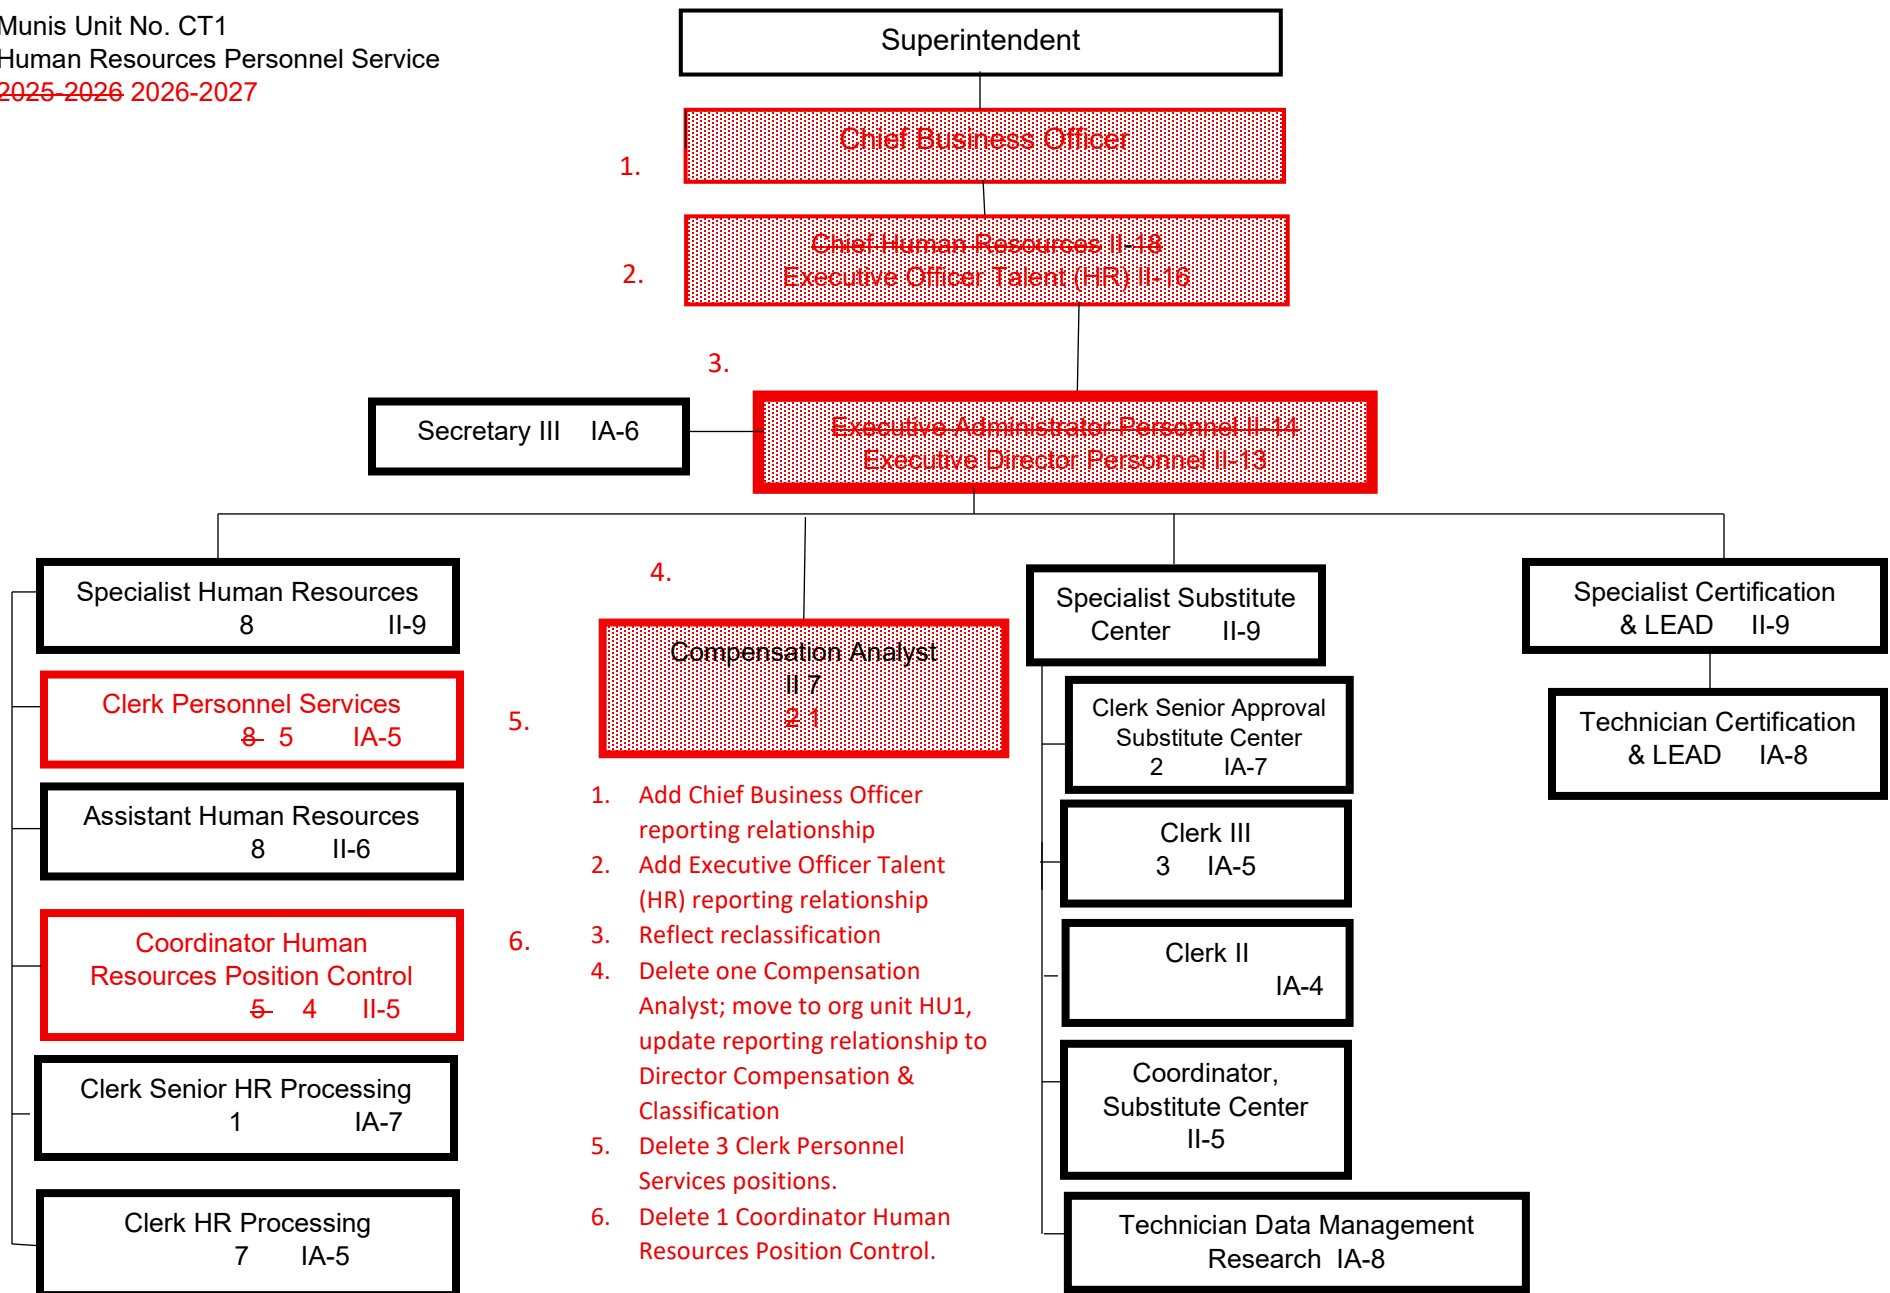 Munis Unit No. CT1
Human Resources Personnel Service
2025-2026 2026-2027
Superintendent
1.
Chief Business Officer
2.
Chief Human Resources II-18
Executive Officer Talent (HR) II-16
3.
Secretary III IA-6
Executive Administrator Personnel II-14
Executive Director Personnel II-13
Specialist Human Resources
8 II-9
Clerk Personnel Services
8 5 IA-5
Assistant Human Resources
8 II-6
Coordinator Human
Resources Position Control
5 4 II-5
Clerk Senior HR Processing
1 IA-7
Clerk HR Processing
7 IA-5
4.
Compensation Analyst
II 7
2 1
5.
6.
1. Add Chief Business Officer
reporting relationship
2. Add Executive Officer Talent
(HR) reporting relationship
3. Reflect reclassification
4. Delete one Compensation
Analyst; move to org unit HU1,
update reporting relationship to
Director Compensation &
Classification
5. Delete 3 Clerk Personnel
Services positions.
6. Delete 1 Coordinator Human
Resources Position Control.
Specialist Substitute
Center II-9
Clerk Senior Approval
Substitute Center
2 IA-7
Clerk III
3 IA-5
Clerk II
IA-4
Coordinator,
Substitute Center
II-5
Technician Data Management
Research IA-8
Specialist Certification
& LEAD II-9
Technician Certification
& LEAD IA-8